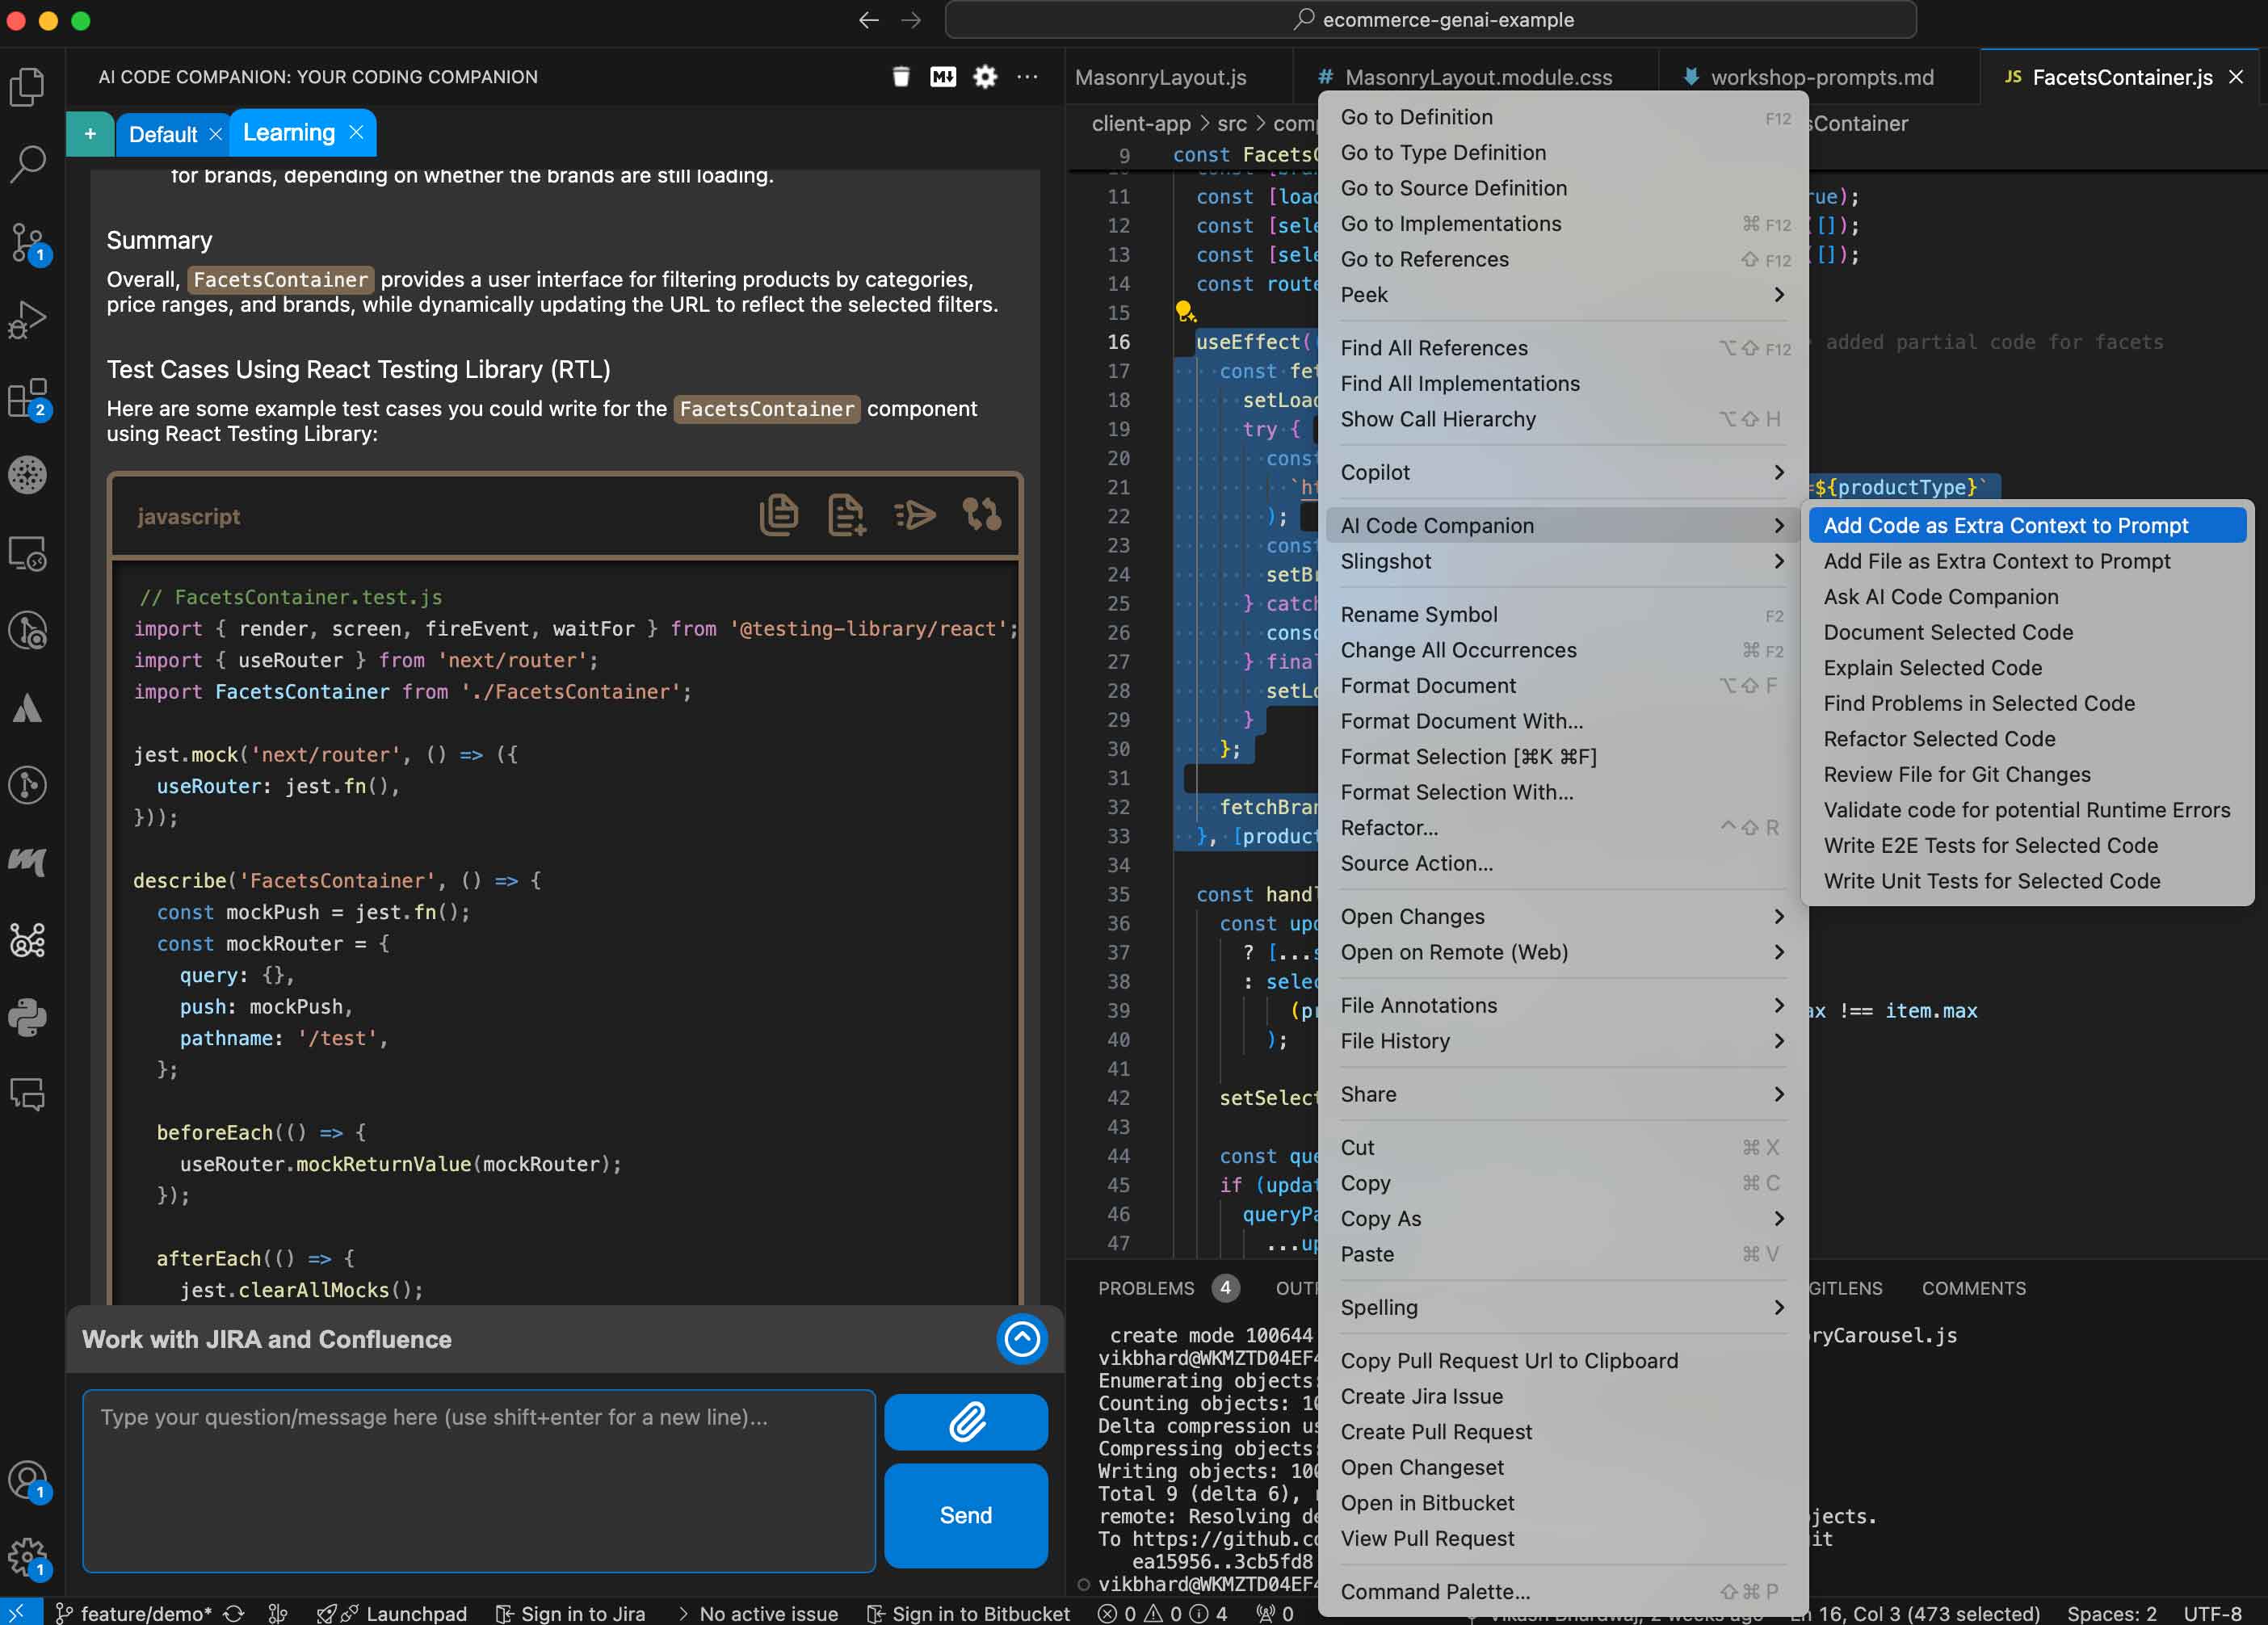 ecommerce-genai-example
AI CODE COMPANION: YOUR CODING COMPANION
M↓
+
Default
Learning
for brands, depending on whether the brands are still loading.
Summary
Overall, FacetsContainer provides a user interface for filtering products by categories,
price ranges, and brands, while dynamically updating the URL to reflect the selected filters.
Test Cases Using React Testing Library (RTL)
Here are some example test cases you could write for the FacetsContainer component
using React Testing Library:
javascript
// FacetsContainer.test.js
import { render, screen, fireEvent, waitFor } from '@testing-library/react';
import { useRouter } from 'next/router';
import FacetsContainer from './FacetsContainer';
jest.mock('next/router', () => ({
useRouter: jest.fn(),
}));
describe('FacetsContainer', () => {
const mockPush = jest.fn();
const mockRouter = {
query: {},
push: mockPush,
pathname: '/test',
};
beforeEach(() => {
useRouter.mockReturnValue(mockRouter);
});
afterEach(() => {
jest.clearAllMocks();
Work with JIRA and Confluence
Type your question/message here (use shift+enter for a new line)...
Send
1
2
1
1
MasonryLayout.js
# MasonryLayout.module.css
workshop-prompts.md
JS FacetsContainer.js
client-app > src > com
sContainer
9 const Facets
11 const [loa
rue);
12 const [sel
([]);
13 const [sel
([]);
14 const rout
15
16 useEffect(
added partial code for facets
17 const fe
18 setLoa
19 try {
20 cons
21 `h
=${productType}`
22 );
23 cons
24 setB
25 } catc
26 cons
27 } fina
28 setL
29 }
30 };
31
32 fetchBra
33 }, [produc
34
35 const hand
36 const up
37 ? [...
38 : sele
39 (p
ax !== item.max
40 );
41
42 setSelec
43
44 const que
45 if (upda
46 queryP
47 ...u
Go to Definition F12
Go to Type Definition
Go to Source Definition
Go to Implementations ⌘ F12
Go to References ⇧ F12
Peek
Find All References ⌥⇧ F12
Find All Implementations
Show Call Hierarchy ⌥⇧ H
Copilot
AI Code Companion
Slingshot
Rename Symbol F2
Change All Occurrences ⌘ F2
Format Document ⌥⇧ F
Format Document With...
Format Selection [⌘K ⌘F]
Format Selection With...
Refactor... ^⇧ R
Source Action...
Open Changes
Open on Remote (Web)
File Annotations
File History
Share
Cut ⌘ X
Copy ⌘ C
Copy As
Paste ⌘ V
Spelling
Copy Pull Request Url to Clipboard
Create Jira Issue
Create Pull Request
Open Changeset
Open in Bitbucket
View Pull Request
Command Palette... ⇧⌘ P
Add Code as Extra Context to Prompt
Add File as Extra Context to Prompt
Ask AI Code Companion
Document Selected Code
Explain Selected Code
Find Problems in Selected Code
Refactor Selected Code
Review File for Git Changes
Validate code for potential Runtime Errors
Write E2E Tests for Selected Code
Write Unit Tests for Selected Code
PROBLEMS 4
OUT
GITLENS
COMMENTS
create mode 100644
ryCarousel.js
vikbhard@WKMZTD04EF
Enumerating objects
Counting objects: 1
Delta compression u
Compressing objects
Writing objects: 10
Total 9 (delta 6),
remote: Resolving de
jects.
To https://github.c
it
ea15956..3cb5fd8
vikbhard@WKMZTD04EF
feature/demo*
Launchpad
Sign in to Jira
> No active issue
Sign in to Bitbucket
0 0 4
0
Vikash Bhardwaj, 2 weeks ago
Ln 16, Col 3 (473 selected)
Spaces: 2
UTF-8